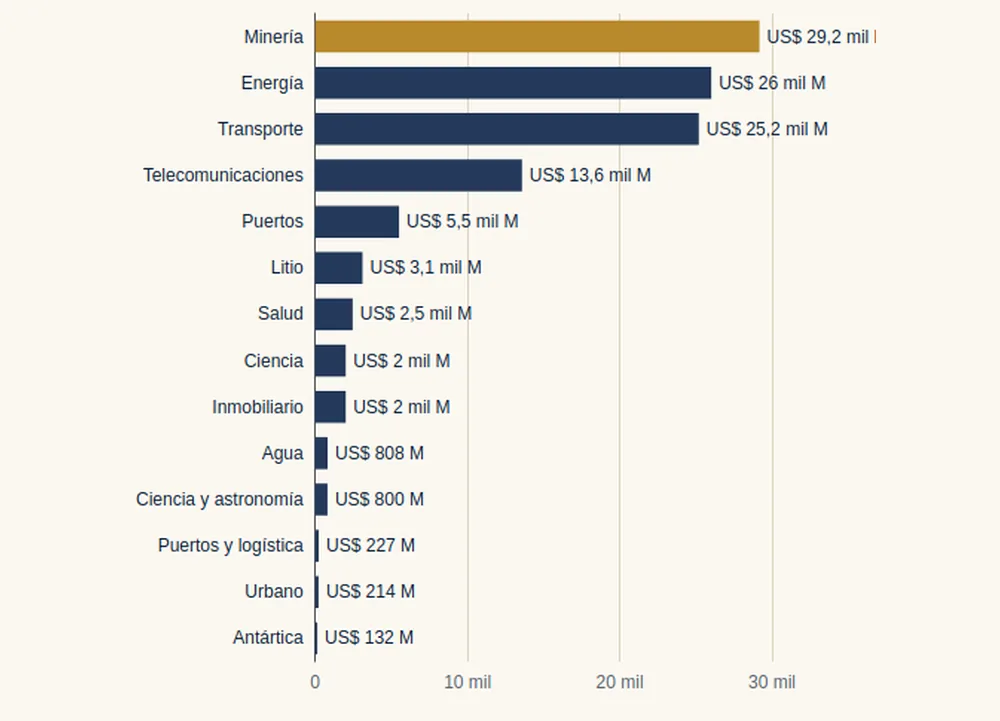 Minería US$ 29,2 mil
Energía US$ 26 mil M
Transporte US$ 25,2 mil M
Telecomunicaciones US$ 13,6 mil M
Puertos US$ 5,5 mil M
Litio US$ 3,1 mil M
Salud US$ 2,5 mil M
Ciencia US$ 2 mil M
Inmobiliario US$ 2 mil M
Agua US$ 808 M
Ciencia y astronomía US$ 800 M
Puertos y logística US$ 227 M
Urbano US$ 214 M
Antártica US$ 132 M
0 10 mil 20 mil 30 mil